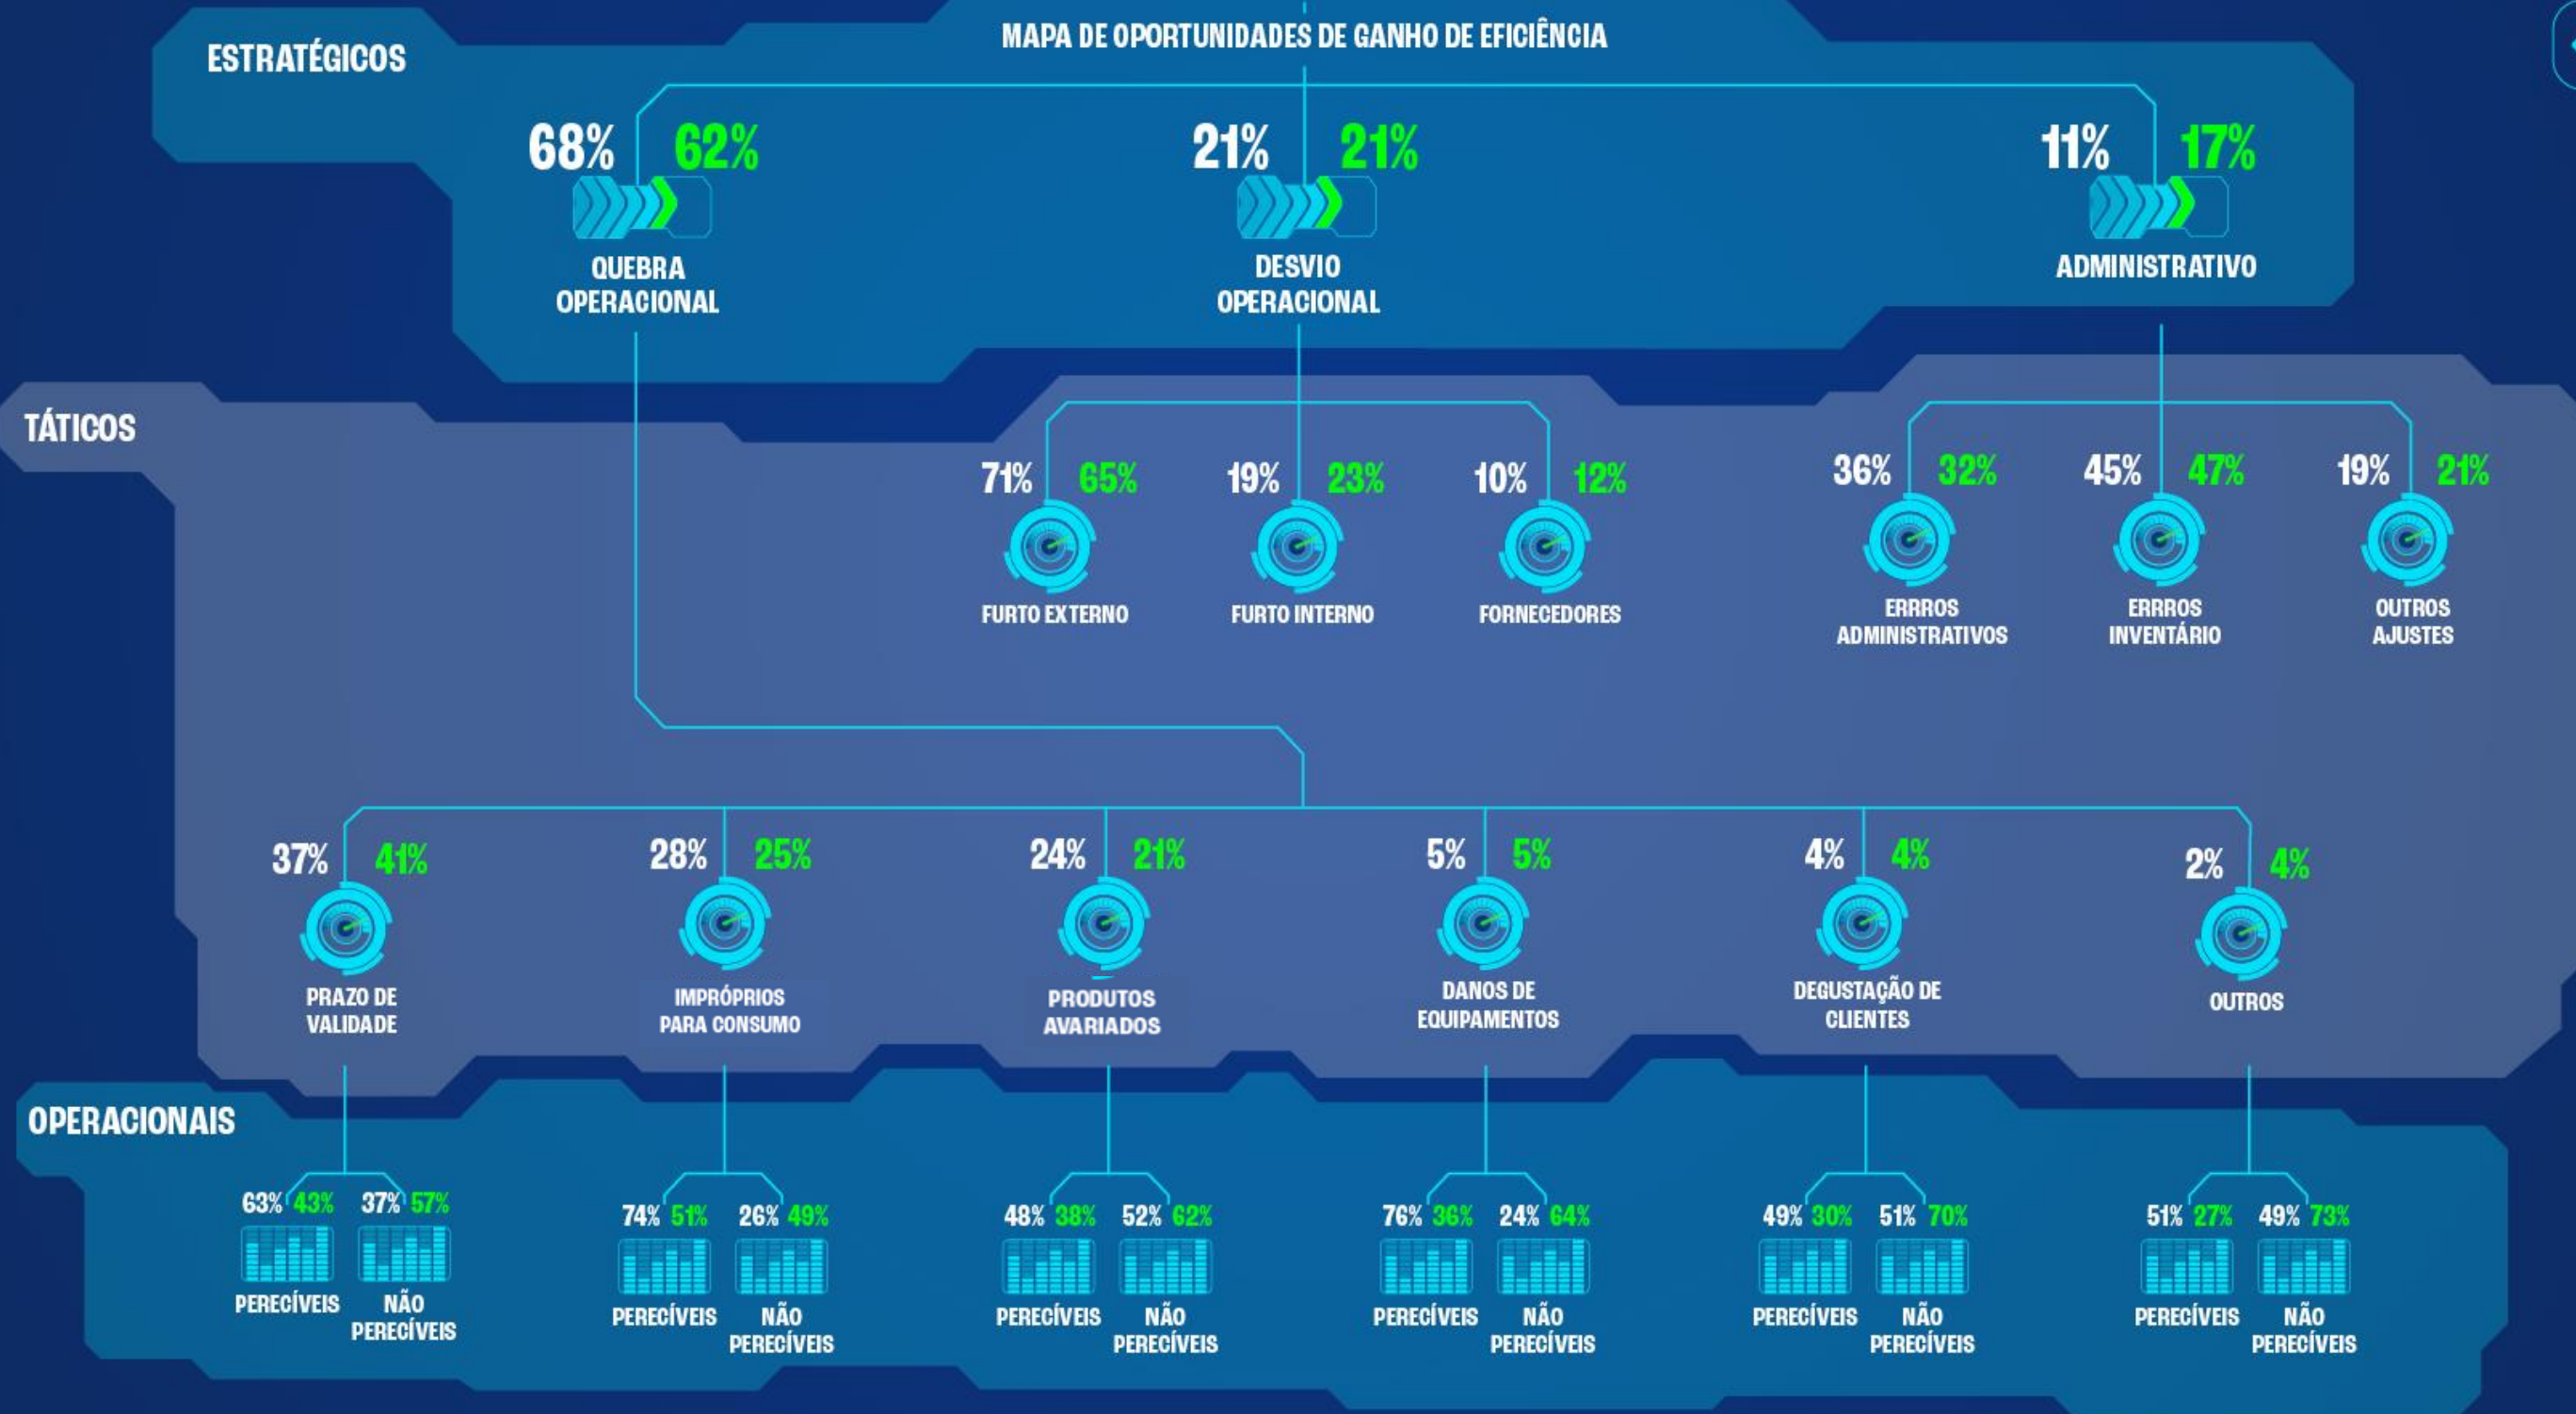 MAPA DE OPORTUNIDADES DE GANHO DE EFICIÊNCIA
ESTRATÉGICOS
68% 62%
QUEBRA
OPERACIONAL
21% 21%
DESVIO
OPERACIONAL
11% 17%
ADMINISTRATIVO
TÁTICOS
71% 65%
FURTO EXTERNO
19% 23%
FURTO INTERNO
10% 12%
FORNECEDORES
36% 32%
ERRROS
ADMINISTRATIVOS
45% 47%
ERRROS
INVENTÁRIO
19% 21%
OUTROS
AJUSTES
37% 41%
PRAZO DE
VALIDADE
28% 25%
IMPRÓPRIOS
PARA CONSUMO
24% 21%
PRODUTOS
AVARIADOS
5% 5%
DANOS DE
EQUIPAMENTOS
4% 4%
DEGUSTAÇÃO DE
CLIENTES
2% 4%
OUTROS
OPERACIONAIS
63% 43%
PERECÍVEIS
37% 57%
NÃO
PERECÍVEIS
74% 51%
PERECÍVEIS
26% 49%
NÃO
PERECÍVEIS
48% 38%
PERECÍVEIS
52% 62%
NÃO
PERECÍVEIS
76% 36%
PERECÍVEIS
24% 64%
NÃO
PERECÍVEIS
49% 30%
PERECÍVEIS
51% 70%
NÃO
PERECÍVEIS
51% 27%
PERECÍVEIS
49% 73%
NÃO
PERECÍVEIS